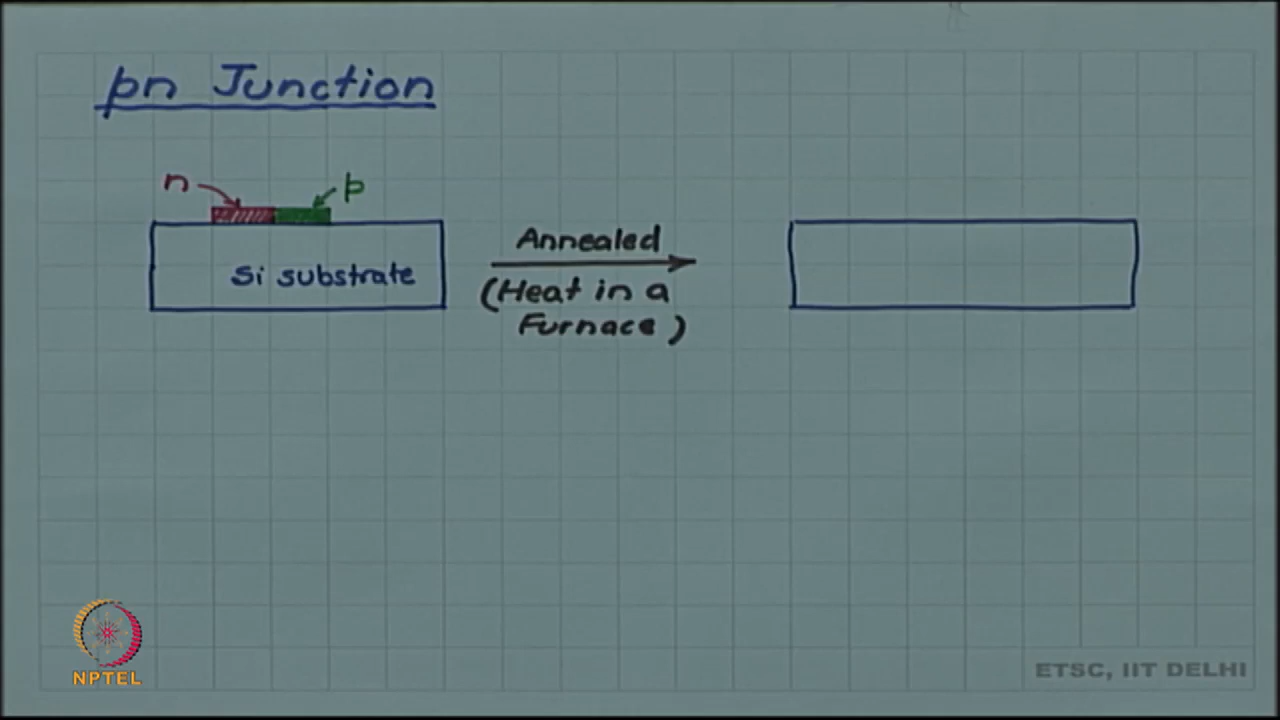 pn Junction
n
p
Si substrate
Annealed
(Heat in a
Furnace)
NPTEL
ETSC, IIT DELHI